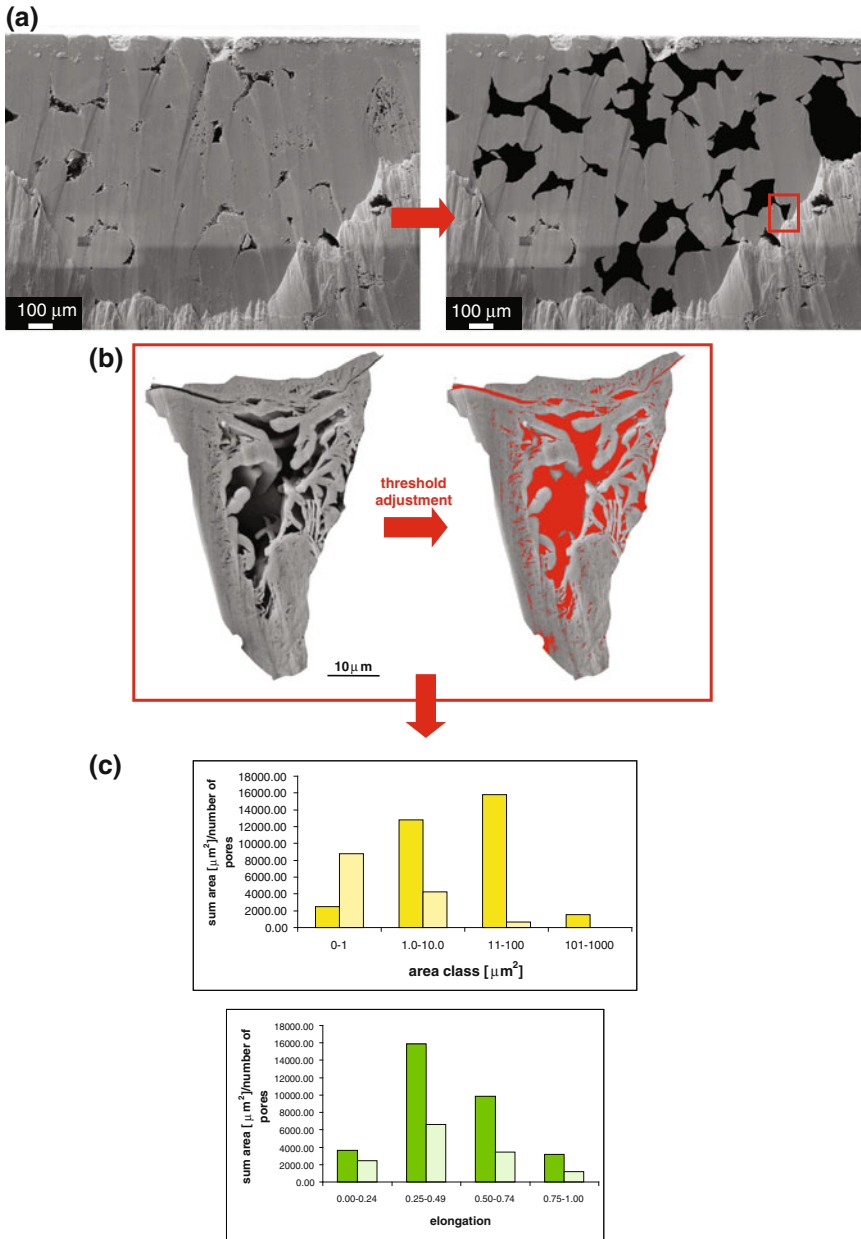 (a)
100 μm
100 μm
(b)
threshold
adjustment
10 μm
(c)
sum area [μm²]/number of
pores
18000.00
16000.00
14000.00
12000.00
10000.00
8000.00
6000.00
4000.00
2000.00
0.00
0-1
1.0-10.0
11-100
101-1000
area class [μm²]
sum area [μm²]/number of
pores
18000.00
16000.00
14000.00
12000.00
10000.00
8000.00
6000.00
4000.00
2000.00
0.00
0.00-0.24
0.25-0.49
0.50-0.74
0.75-1.00
elongation